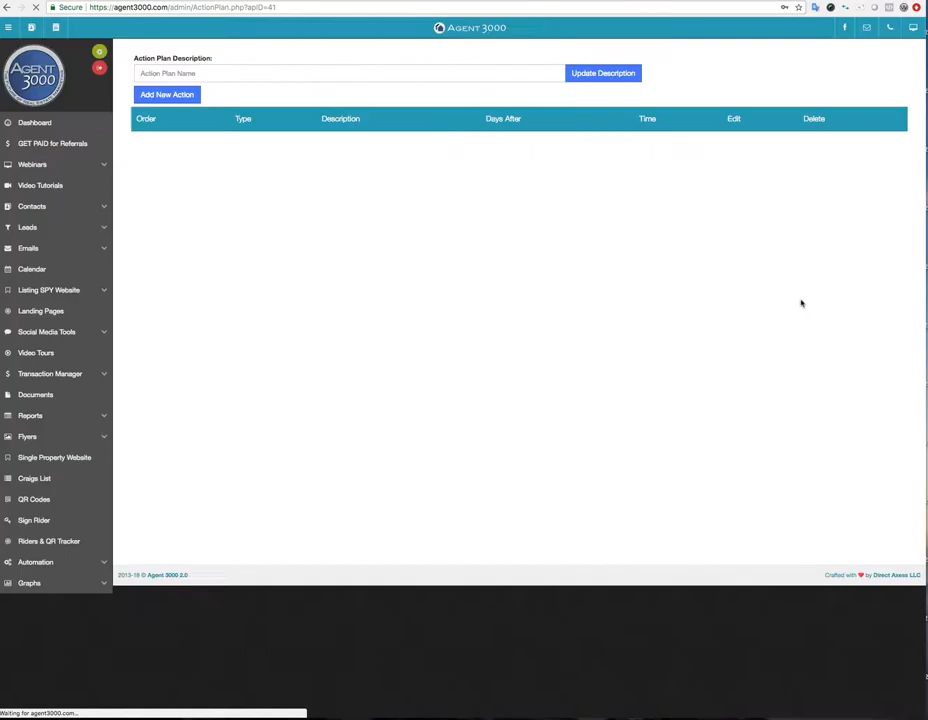 Secure | https://agent3000.com/admin/ActionPlan.php?apID=41
AGENT 3000
AGENT 3000
Action Plan Description:
Action Plan Name
Update Description
Add New Action
Order Type Description Days After Time Edit Delete
Dashboard
GET PAID for Referrals
Webinars
Video Tutorials
Contacts
Leads
Emails
Calendar
Listing SPY Website
Landing Pages
Social Media Tools
Video Tours
Transaction Manager
Documents
Reports
Flyers
Single Property Website
Craigs List
QR Codes
Sign Rider
Riders & QR Tracker
Automation
Graphs
2013-18 © Agent 3000 2.0
Crafted with ❤ by Direct Axess LLC
Waiting for agent3000.com...